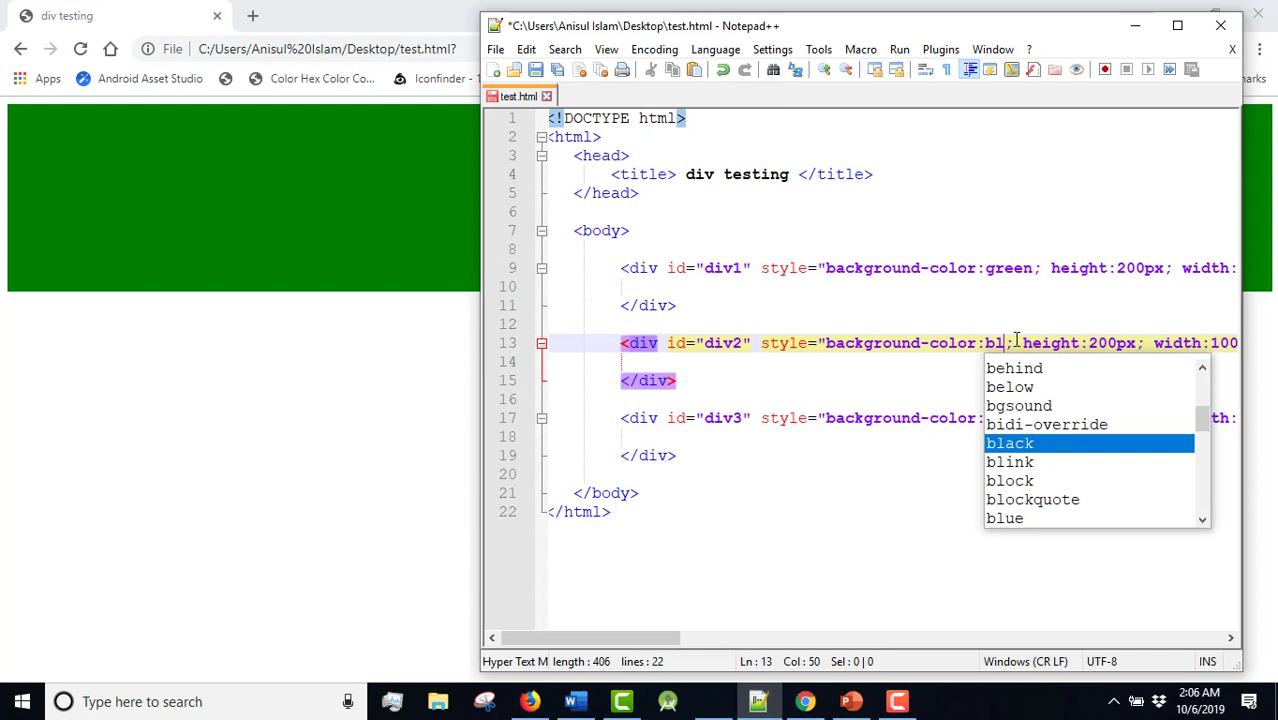 div testing
*C:\Users\Anisul Islam\Desktop\test.html - Notepad++
File
C:/Users/Anisul%20Islam/Desktop/test.html?
File Edit Search View Encoding Language Settings Tools Macro Run Plugins Window ? X
Apps
Android Asset Studio
Color Hex Color Co...
Iconfinder -
marks
test.html
1 <!DOCTYPE html>
2 <html>
3 <head>
4 <title> div testing </title>
5 </head>
6
7 <body>
8
9 <div id="div1" style="background-color:green; height:200px; width:
10
11 </div>
12
13 <div id="div2" style="background-color:bl; height:200px; width:100
14
15 </div>
16
17 <div id="div3" style="background-color: th:
18
19 </div>
20
21 </body>
22 </html>
behind
below
bgsound
bidi-override
black
blink
block
blockquote
blue
Hyper Text M length : 406 lines : 22 Ln : 13 Col : 50 Sel : 0 | 0 Windows (CR LF) UTF-8 INS
Type here to search
2:06 AM
10/6/2019